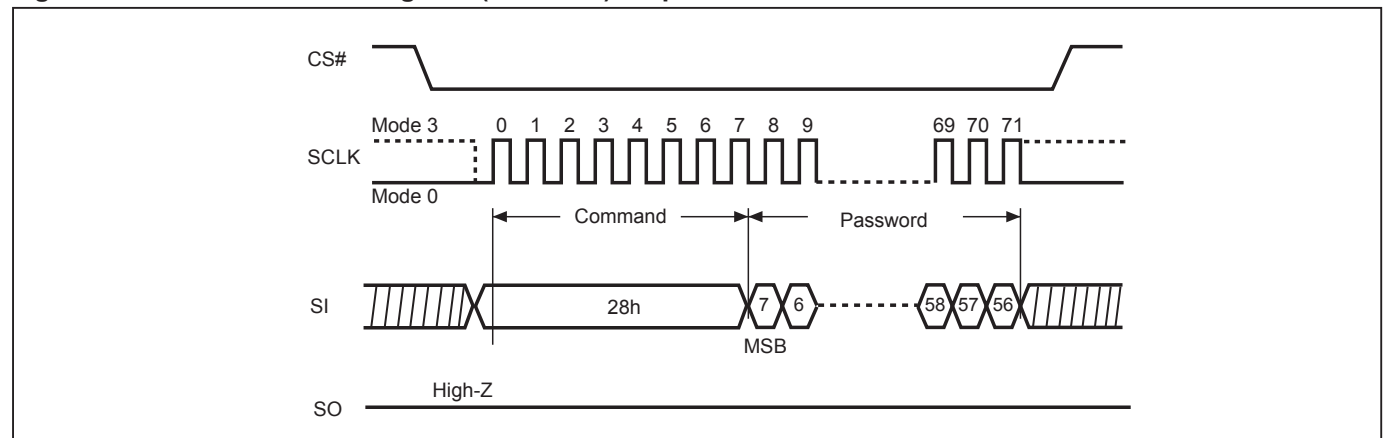 CS#
Mode 3 0 1 2 3 4 5 6 7 8 9 69 70 71
SCLK
Mode 0
Command Password
SI 28h 7 6 58 57 56
MSB
High-Z
SO